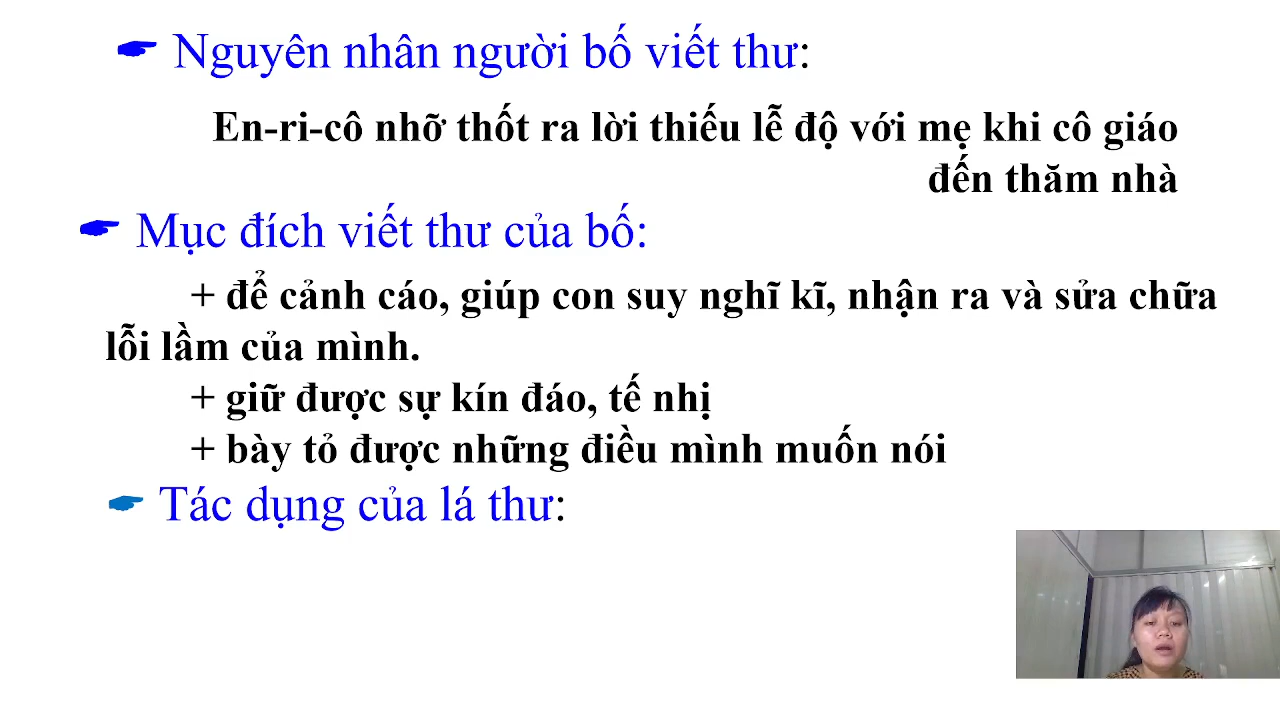 Nguyên nhân người bố viết thư:
En-ri-cô nhỡ thốt ra lời thiếu lễ độ với mẹ khi cô giáo
đến thăm nhà
Mục đích viết thư của bố:
+ để cảnh cáo, giúp con suy nghĩ kĩ, nhận ra và sửa chữa
lỗi lầm của mình.
+ giữ được sự kín đáo, tế nhị
+ bày tỏ được những điều mình muốn nói
Tác dụng của lá thư: